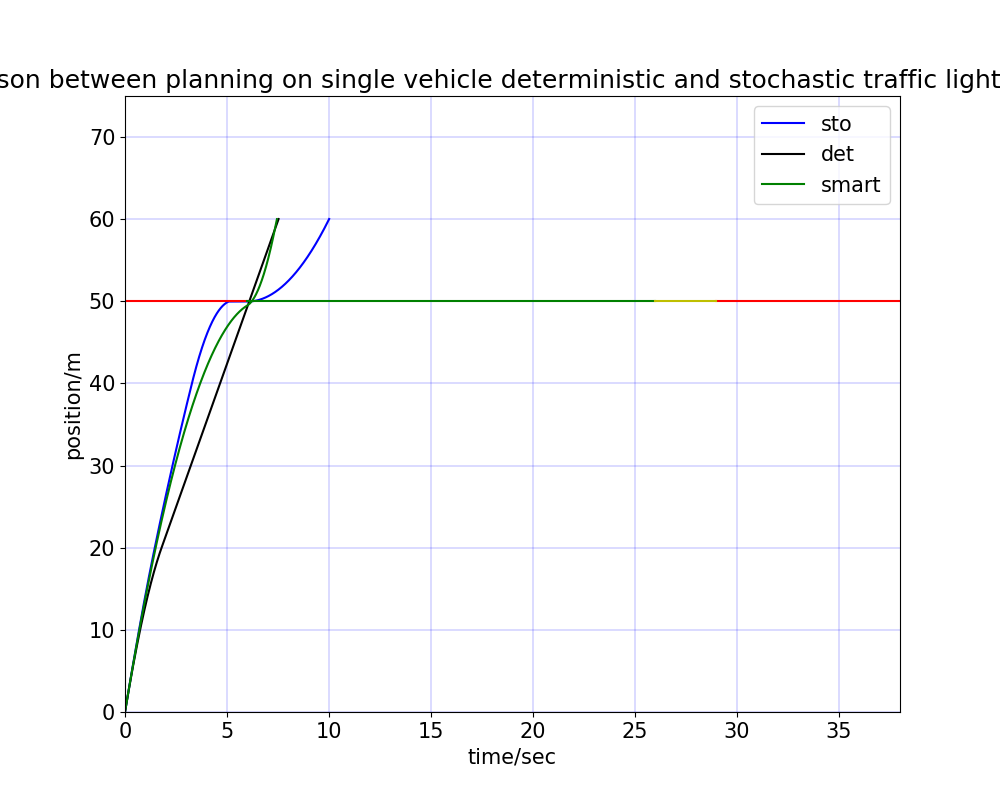 son between planning on single vehicle deterministic and stochastic traffic light
sto
det
smart
70
60
50
40
30
20
10
0
position/m
0 5 10 15 20 25 30 35
time/sec